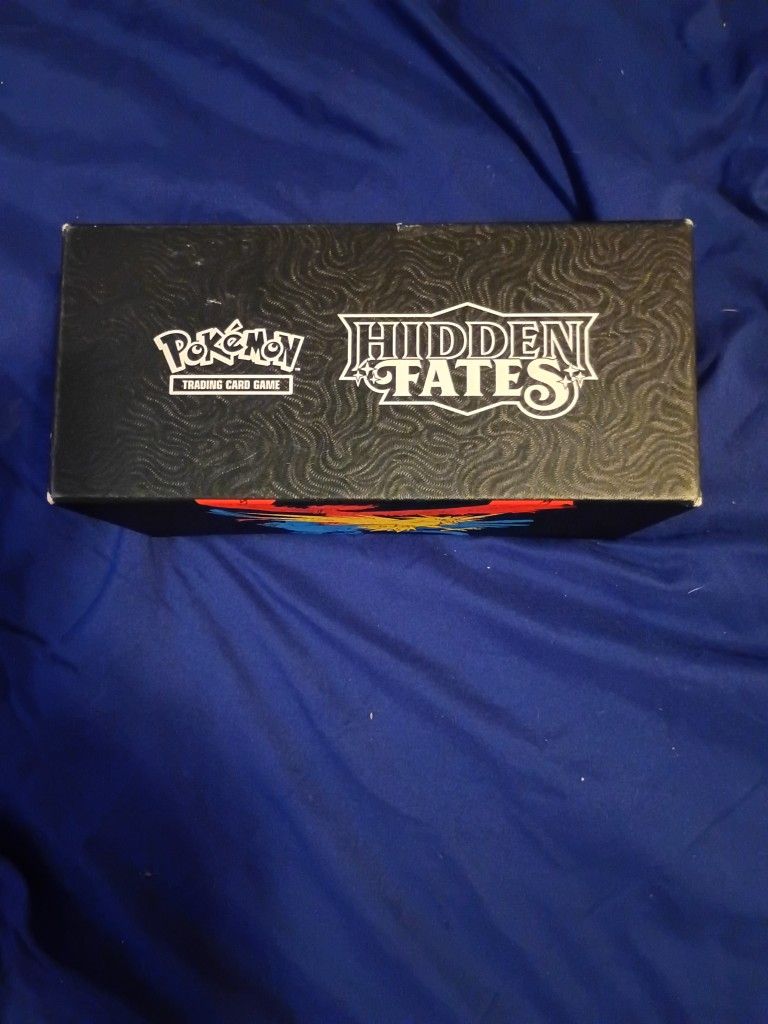 Pokémon
TRADING CARD GAME
HIDDEN
FATES